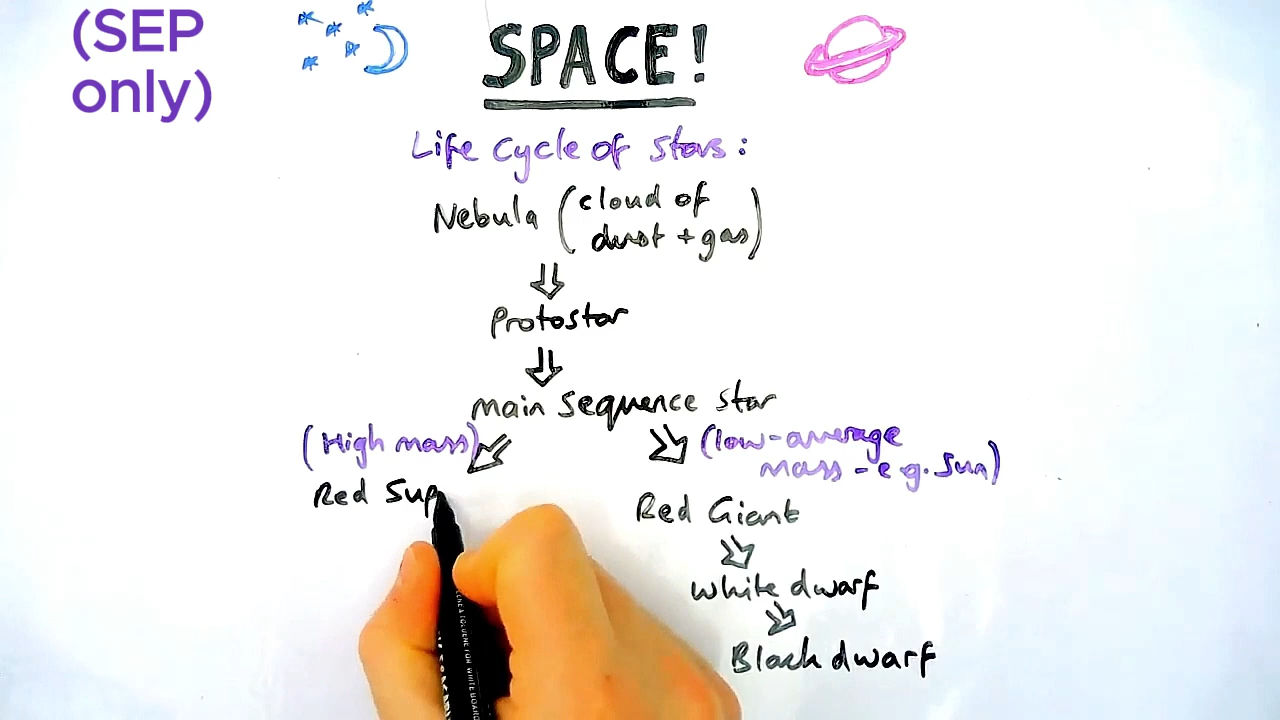 (SEP
only)
SPACE!
Life Cycle of Stars:
Nebula (cloud of
dust + gas)
Protostar
main sequence star
(High mass)
(low-average
mass - e.g. Sun)
Red Sup
Red Giant
White dwarf
Black dwarf